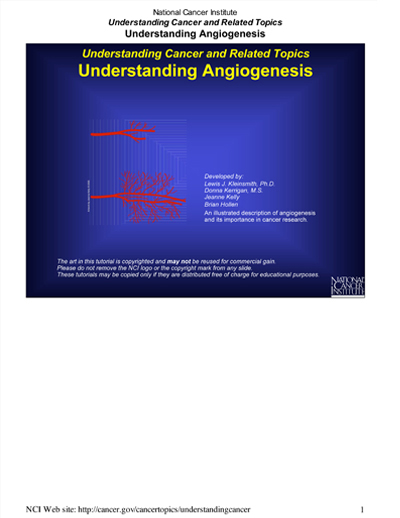 National Cancer Institute
Understanding Cancer and Related Topics
Understanding Angiogenesis
Understanding Cancer and Related Topics
Understanding Angiogenesis
Developed by:
Lewis J. Kleinsmith, Ph.D.
Donna Kerrigan, M.S.
Jeanne Kelly
Brian Hollen
An illustrated description of angiogenesis
and its importance in cancer research.
The art in this tutorial is copyrighted and may not be reused for commercial gain.
Please do not remove the NCI logo or the copyright mark from any slide.
These tutorials may be copied only if they are distributed free of charge for educational purposes.
NATIONAL
CANCER
INSTITUTE
NCI Web site: http://cancer.gov/cancertopics/understandingcancer
1